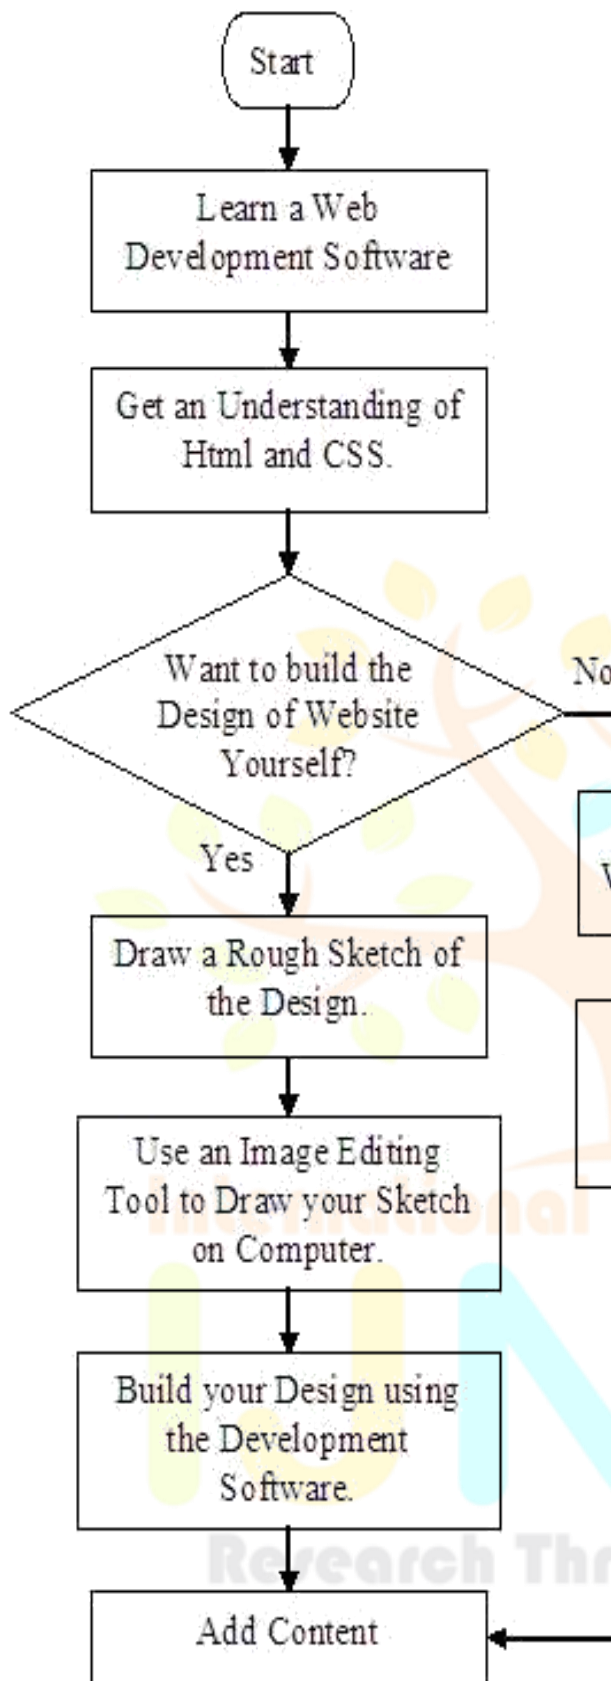 Start
Learn a Web
Development Software
Get an Understanding of
Html and CSS.
Want to build the
Design of Website
Yourself?
No
Yes
Draw a Rough Sketch of
the Design.
Use an Image Editing
Tool to Draw your Sketch
on Computer.
International
Build your Design using
the Development
Software.
Research
Add Content